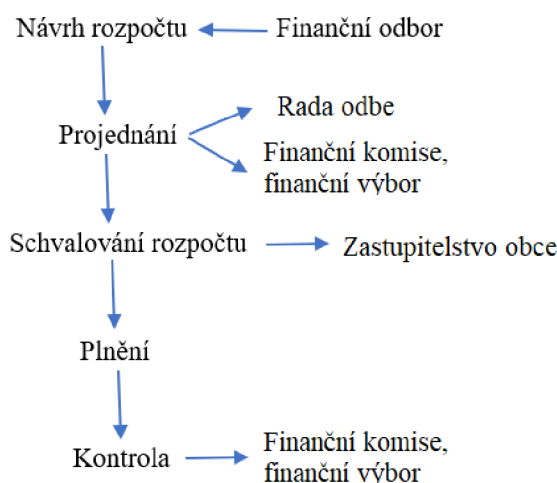 Návrh rozpočtu
Finanční odbor
Rada odbe
Projednání
Finanční komise,
finanční výbor
Schvalování rozpočtu
Zastupitelstvo obce
Plnění
Kontrola
Finanční komise,
finanční výbor